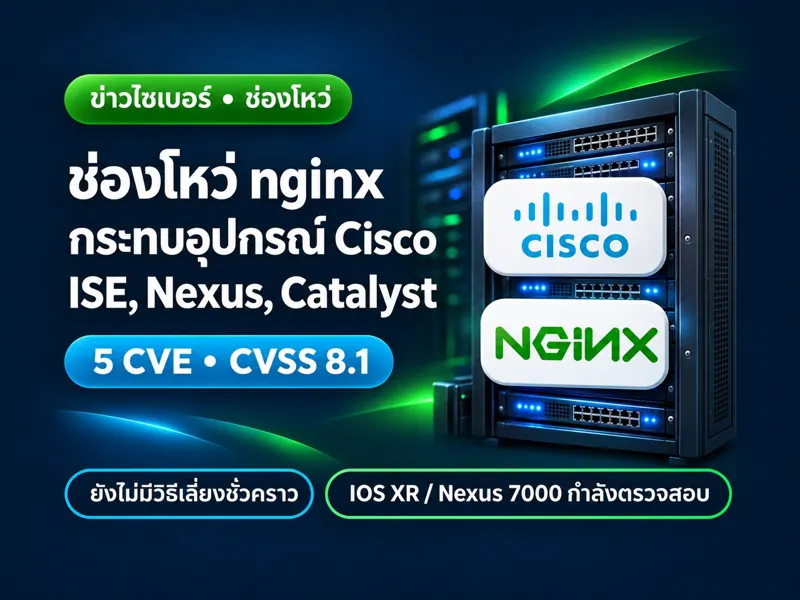 ข่าวไซเบอร์ • ช่องโหว่
ช่องโหว่ nginx
กระทบอุปกรณ์ Cisco
ISE, Nexus, Catalyst
5 CVE • CVSS 8.1
CISCO
NGINX
ยังไม่มีวิธีเลี่ยงชั่วคราว
IOS XR / Nexus 7000 กำลังตรวจสอบ